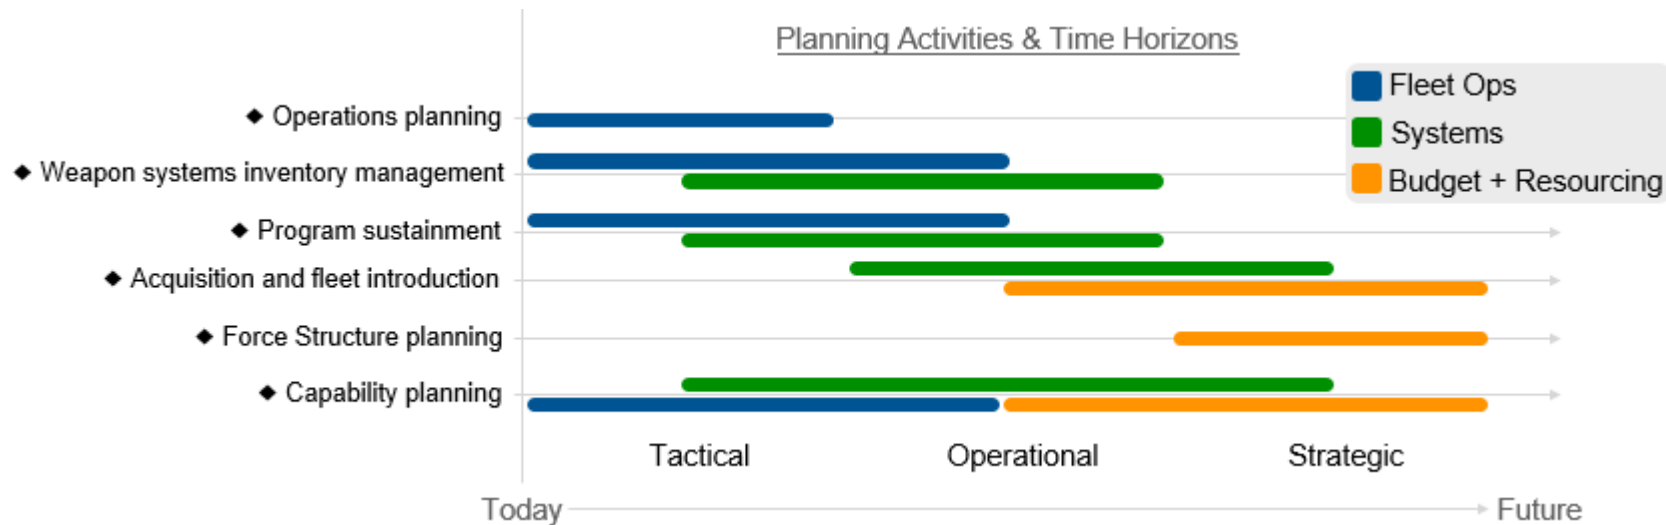 Planning Activities & Time Horizons
Fleet Ops
Systems
Budget + Resourcing
◆ Operations planning
◆ Weapon systems inventory management
◆ Program sustainment
◆ Acquisition and fleet introduction
◆ Force Structure planning
◆ Capability planning
Tactical Operational Strategic
Today Future